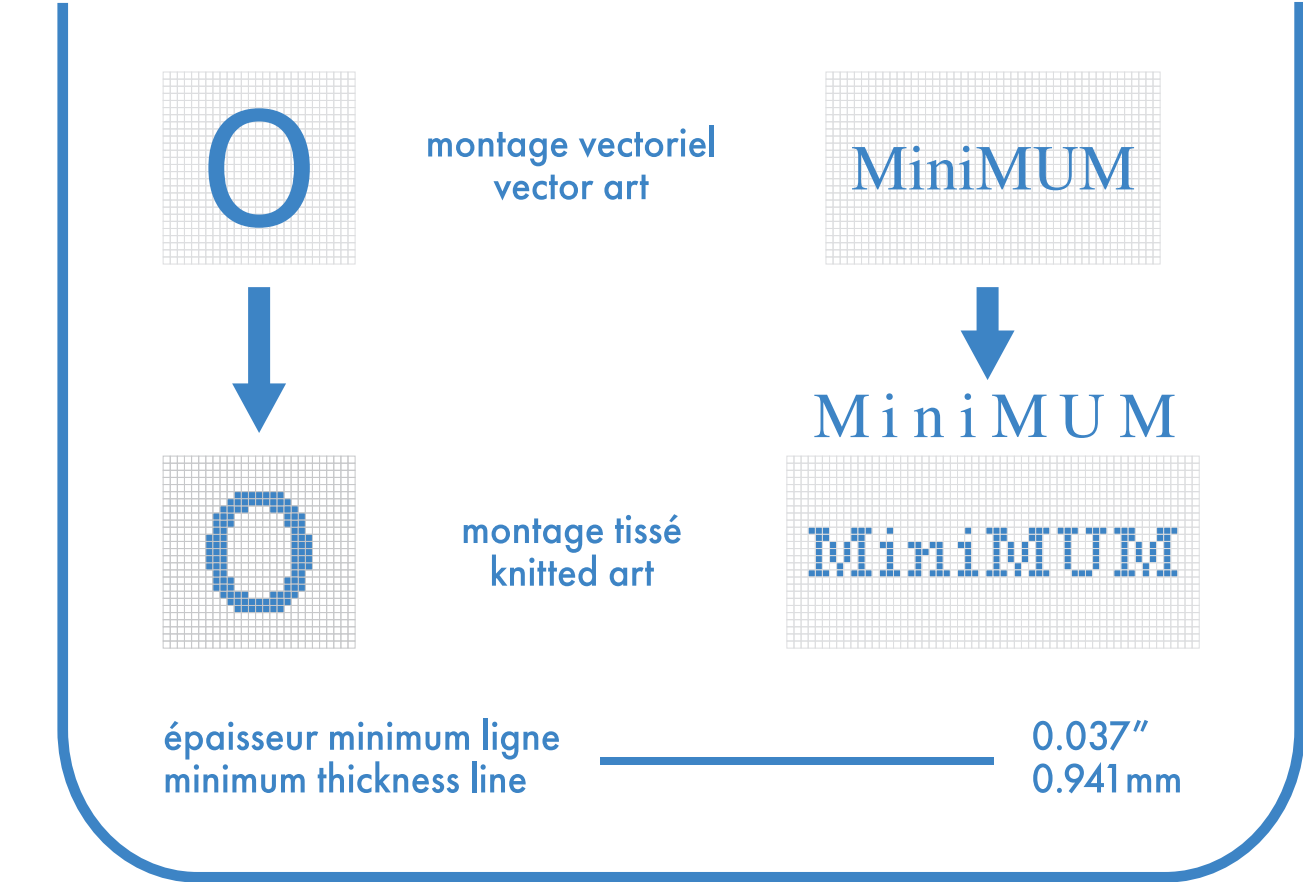 O
montage vectoriel
vector art
MiniMUM
MiniMUM
O
montage tissé
knitted art
MiniMUM
épaisseur minimum ligne
minimum thickness line
0.037″
0.941mm